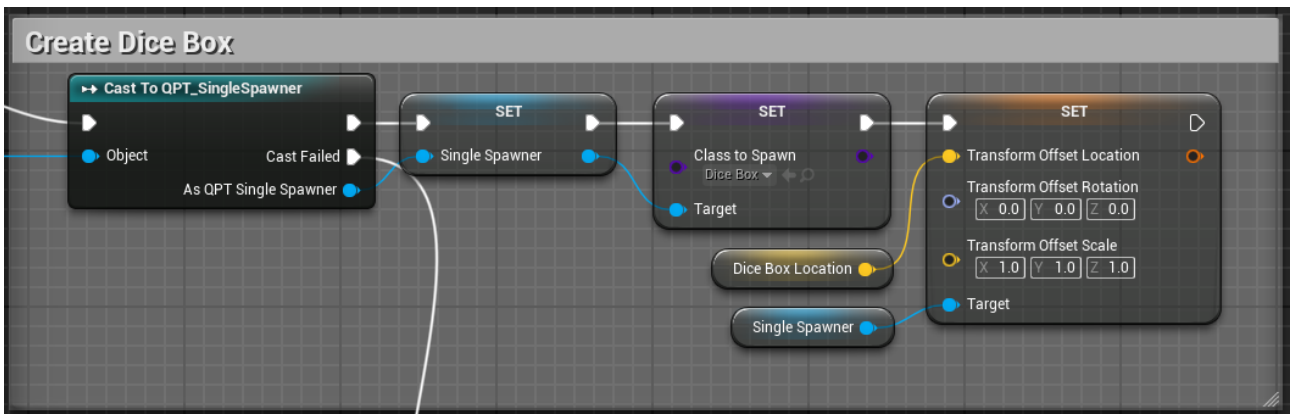 Create Dice Box
Cast To QPT_SingleSpawner
Object
Cast Failed
As QPT Single Spawner
SET
Single Spawner
SET
Class to Spawn
Dice Box
Target
Dice Box Location
Single Spawner
SET
Transform Offset Location
Transform Offset Rotation
X 0.0 Y 0.0 Z 0.0
Transform Offset Scale
X 1.0 Y 1.0 Z 1.0
Target